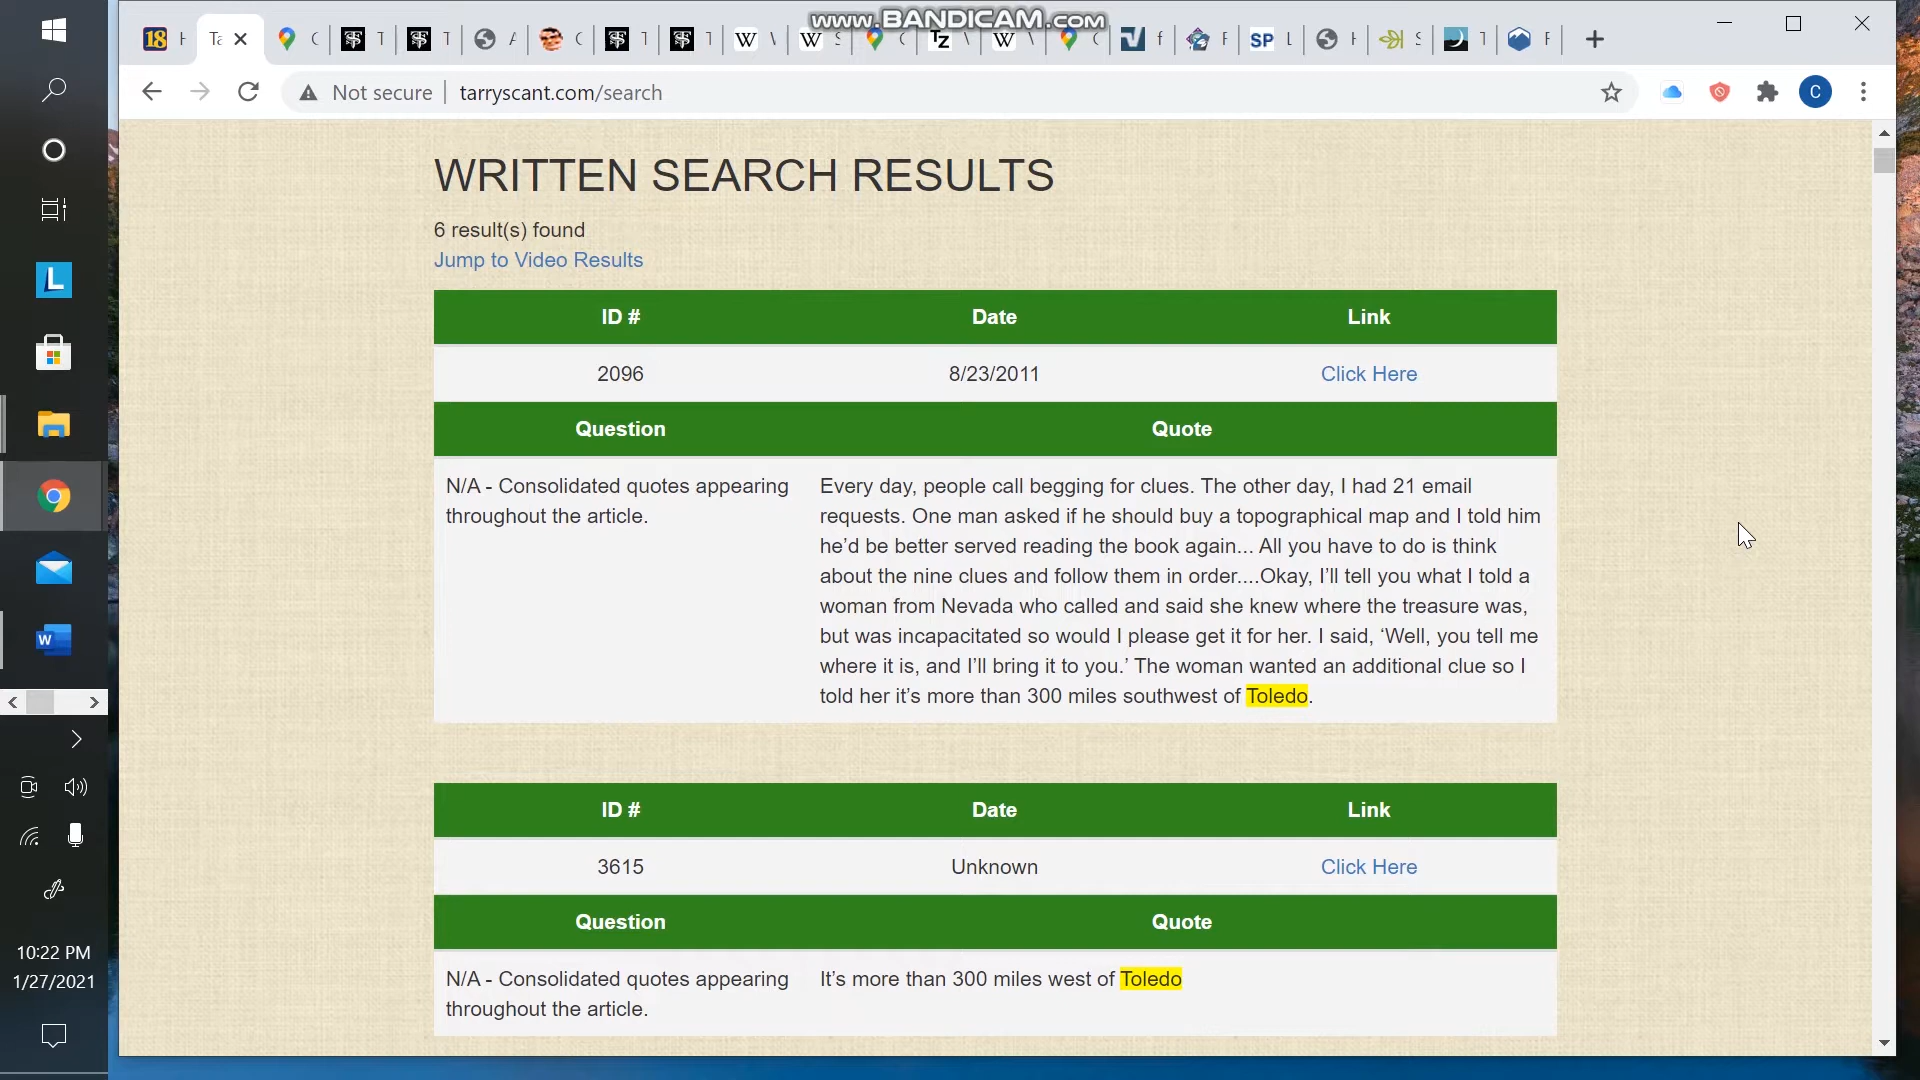 www.BANDICAM.com
Not secure
tarryscant.com/search
C
WRITTEN SEARCH RESULTS
6 result(s) found
Jump to Video Results
ID # Date Link
2096 8/23/2011 Click Here
Question Quote
N/A - Consolidated quotes appearing
throughout the article.
Every day, people call begging for clues. The other day, I had 21 email
requests. One man asked if he should buy a topographical map and I told him
he’d be better served reading the book again... All you have to do is think
about the nine clues and follow them in order....Okay, I’ll tell you what I told a
woman from Nevada who called and said she knew where the treasure was,
but was incapacitated so would I please get it for her. I said, ‘Well, you tell me
where it is, and I’ll bring it to you.’ The woman wanted an additional clue so I
told her it’s more than 300 miles southwest of Toledo.
ID # Date Link
3615 Unknown Click Here
Question Quote
N/A - Consolidated quotes appearing
throughout the article.
It’s more than 300 miles west of Toledo
10:22 PM
1/27/2021